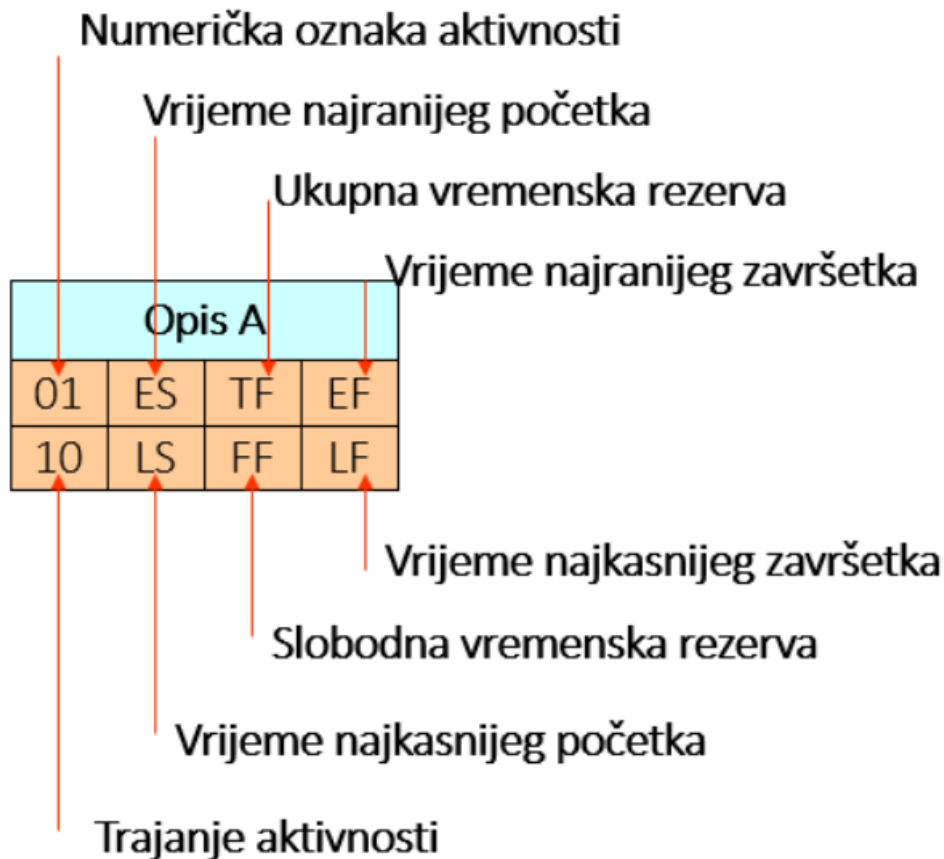 Numerička oznaka aktivnosti
Vrijeme najranijeg početka
Ukupna vremenska rezerva
Vrijeme najranijeg završetka
Opis A
01 ES TF EF
10 LS FF LF
Vrijeme najkasnijeg završetka
Slobodna vremenska rezerva
Vrijeme najkasnijeg početka
Trajanje aktivnosti